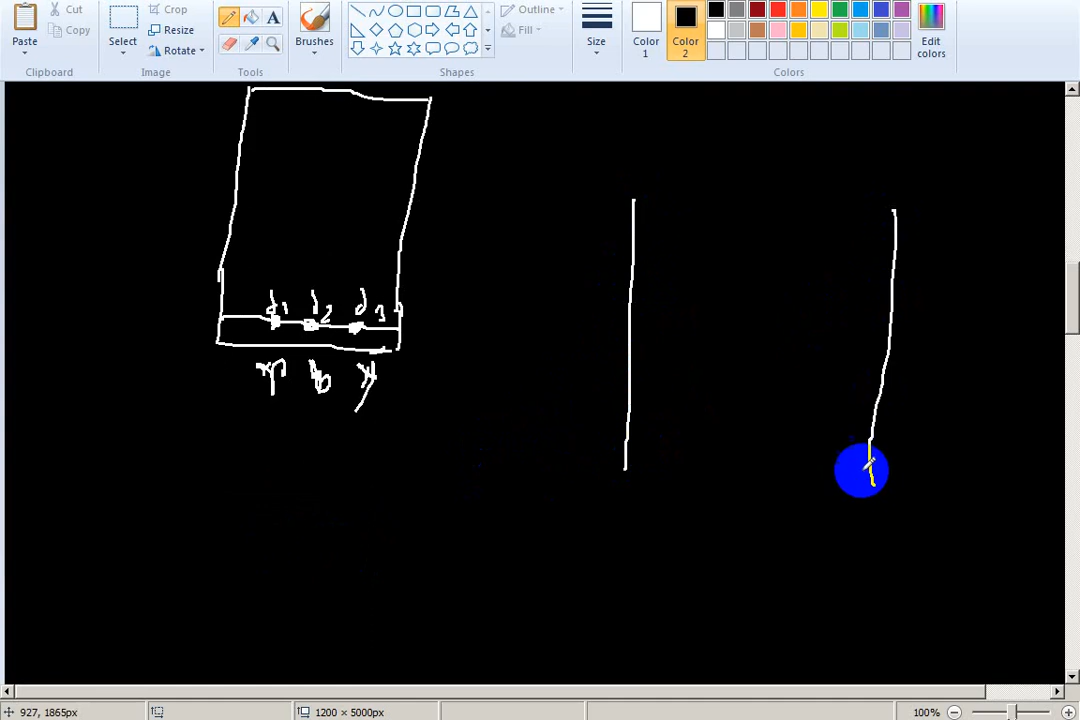 Cut
Copy
Paste
Clipboard
Crop
Resize
Rotate
Select
Image
Tools
Brushes
Shapes
Outline
Fill
Size
Color 1
Color 2
Edit colors
Colors
d1 d2 d3
b y
927, 1865px
1200 × 5000px
100%